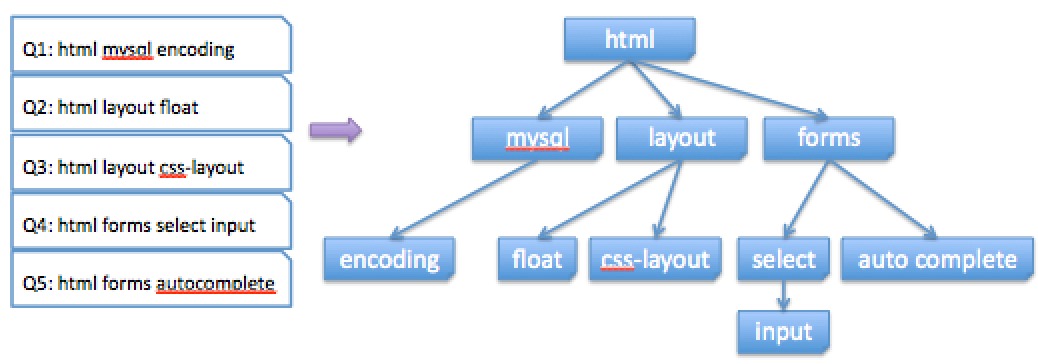 Q1: html mysql encoding
Q2: html layout float
Q3: html layout css-layout
Q4: html forms select input
Q5: html forms autocomplete
html
mysql
layout
forms
encoding
float
css-layout
select
auto complete
input